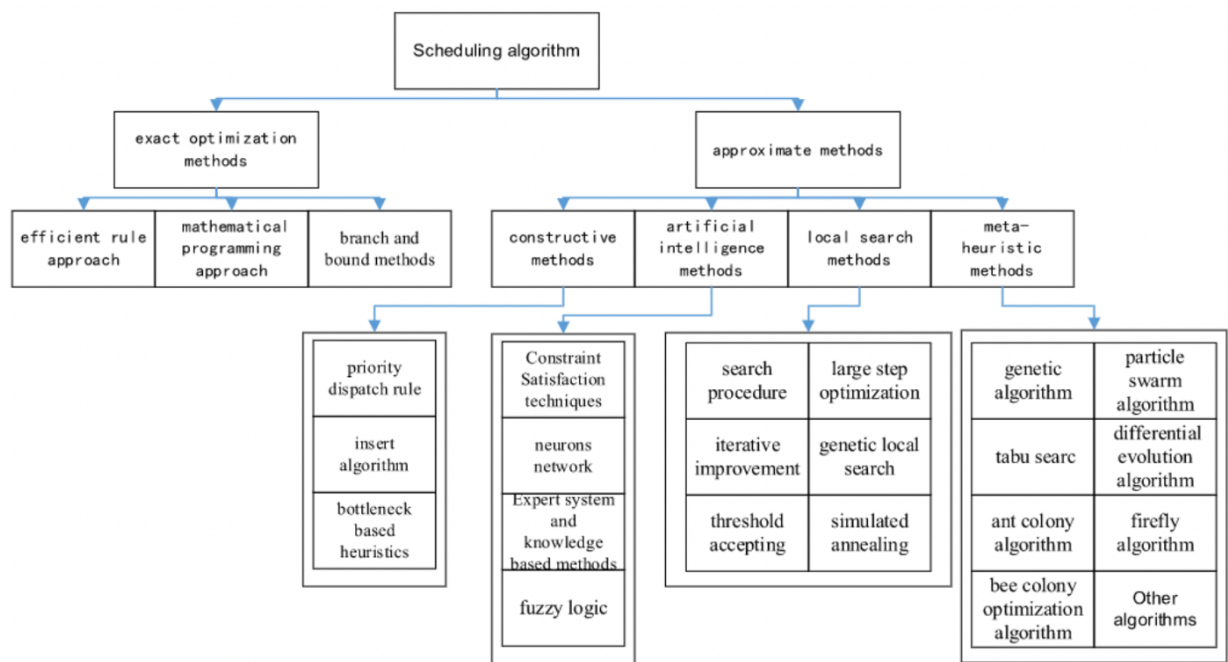 Scheduling algorithm
exact optimization
methods
approximate methods
efficient rule
approach
mathematical
programming
approach
branch and
bound methods
constructive
methods
artificial
intelligence
methods
local search
methods
meta-
heuristic
methods
priority
dispatch rule
insert
algorithm
bottleneck
based
heuristics
Constraint
Satisfaction
techniques
neurons
network
Expert system
and
knowledge
based methods
fuzzy logic
search
procedure
large step
optimization
iterative
improvement
genetic local
search
threshold
accepting
simulated
annealing
genetic
algorithm
particle
swarm
algorithm
tabu searc
differential
evolution
algorithm
ant colony
algorithm
firefly
algorithm
bee colony
optimization
algorithm
Other
algorithms